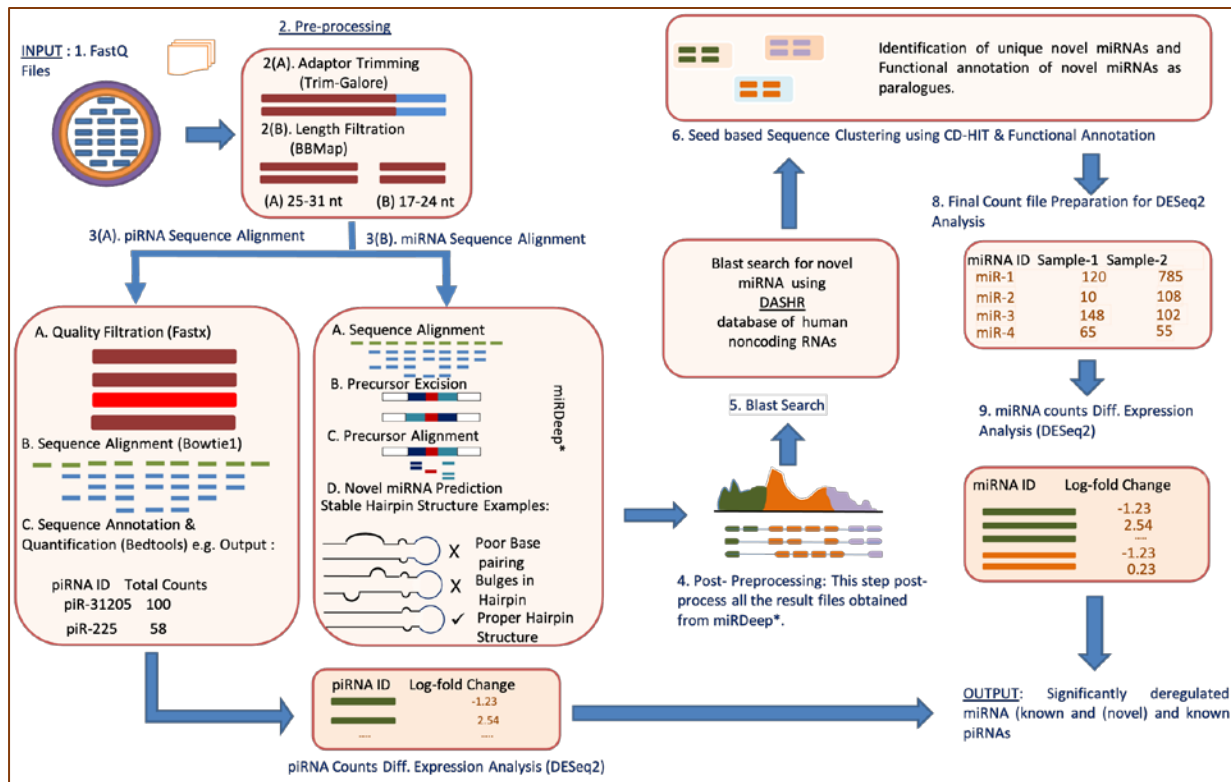 INPUT : 1. FastQ
Files
2. Pre-processing
2(A). Adaptor Trimming
(Trim-Galore)
2(B). Length Filtration
(BBMap)
(A) 25-31 nt (B) 17-24 nt
3(A). piRNA Sequence Alignment
3(B). miRNA Sequence Alignment
A. Quality Filtration (Fastx)
B. Sequence Alignment (Bowtie1)
C. Sequence Annotation &
Quantification (Bedtools) e.g. Output :
piRNA ID Total Counts
piR-31205 100
piR-225 58
A. Sequence Alignment
B. Precursor Excision
C. Precursor Alignment
D. Novel miRNA Prediction
Stable Hairpin Structure Examples:
X Poor Base
pairing
X Bulges in
Hairpin
✓ Proper Hairpin
Structure
miRDeep*
piRNA ID Log-fold Change
-1.23
2.54
---- ----
piRNA Counts Diff. Expression Analysis (DESeq2)
4. Post- Preprocessing: This step post-
process all the result files obtained
from miRDeep*.
5. Blast Search
Blast search for novel
miRNA using
DASHR
database of human
noncoding RNAs
Identification of unique novel miRNAs and
Functional annotation of novel miRNAs as
paralogues.
6. Seed based Sequence Clustering using CD-HIT & Functional Annotation
8. Final Count file Preparation for DESeq2
Analysis
miRNA ID Sample-1 Sample-2
miR-1 120 785
miR-2 10 108
miR-3 148 102
miR-4 65 55
9. miRNA counts Diff. Expression
Analysis (DESeq2)
miRNA ID Log-fold Change
-1.23
2.54
----
-1.23
0.23
OUTPUT: Significantly deregulated
miRNA (known and (novel) and known
piRNAs